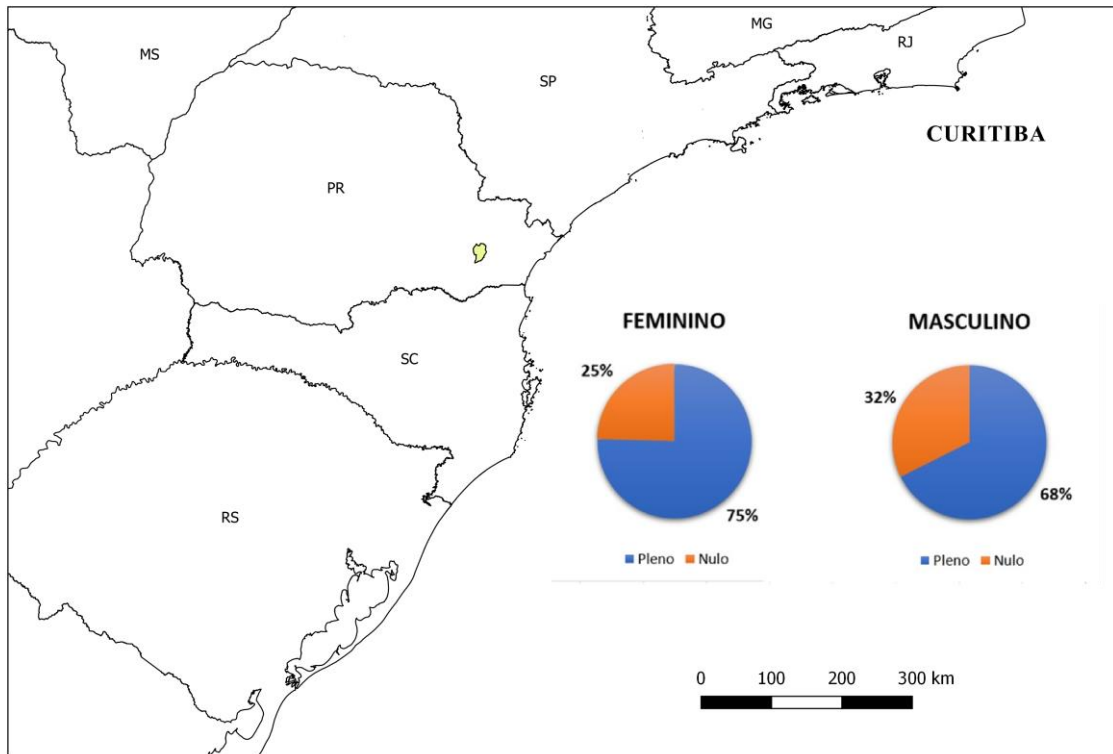 MG
MS
RJ
SP
CURITIBA
PR
FEMININO
MASCULINO
SC
25%
32%
75%
68%
RS
Pleno Nulo
Pleno Nulo
0 100 200 300 km